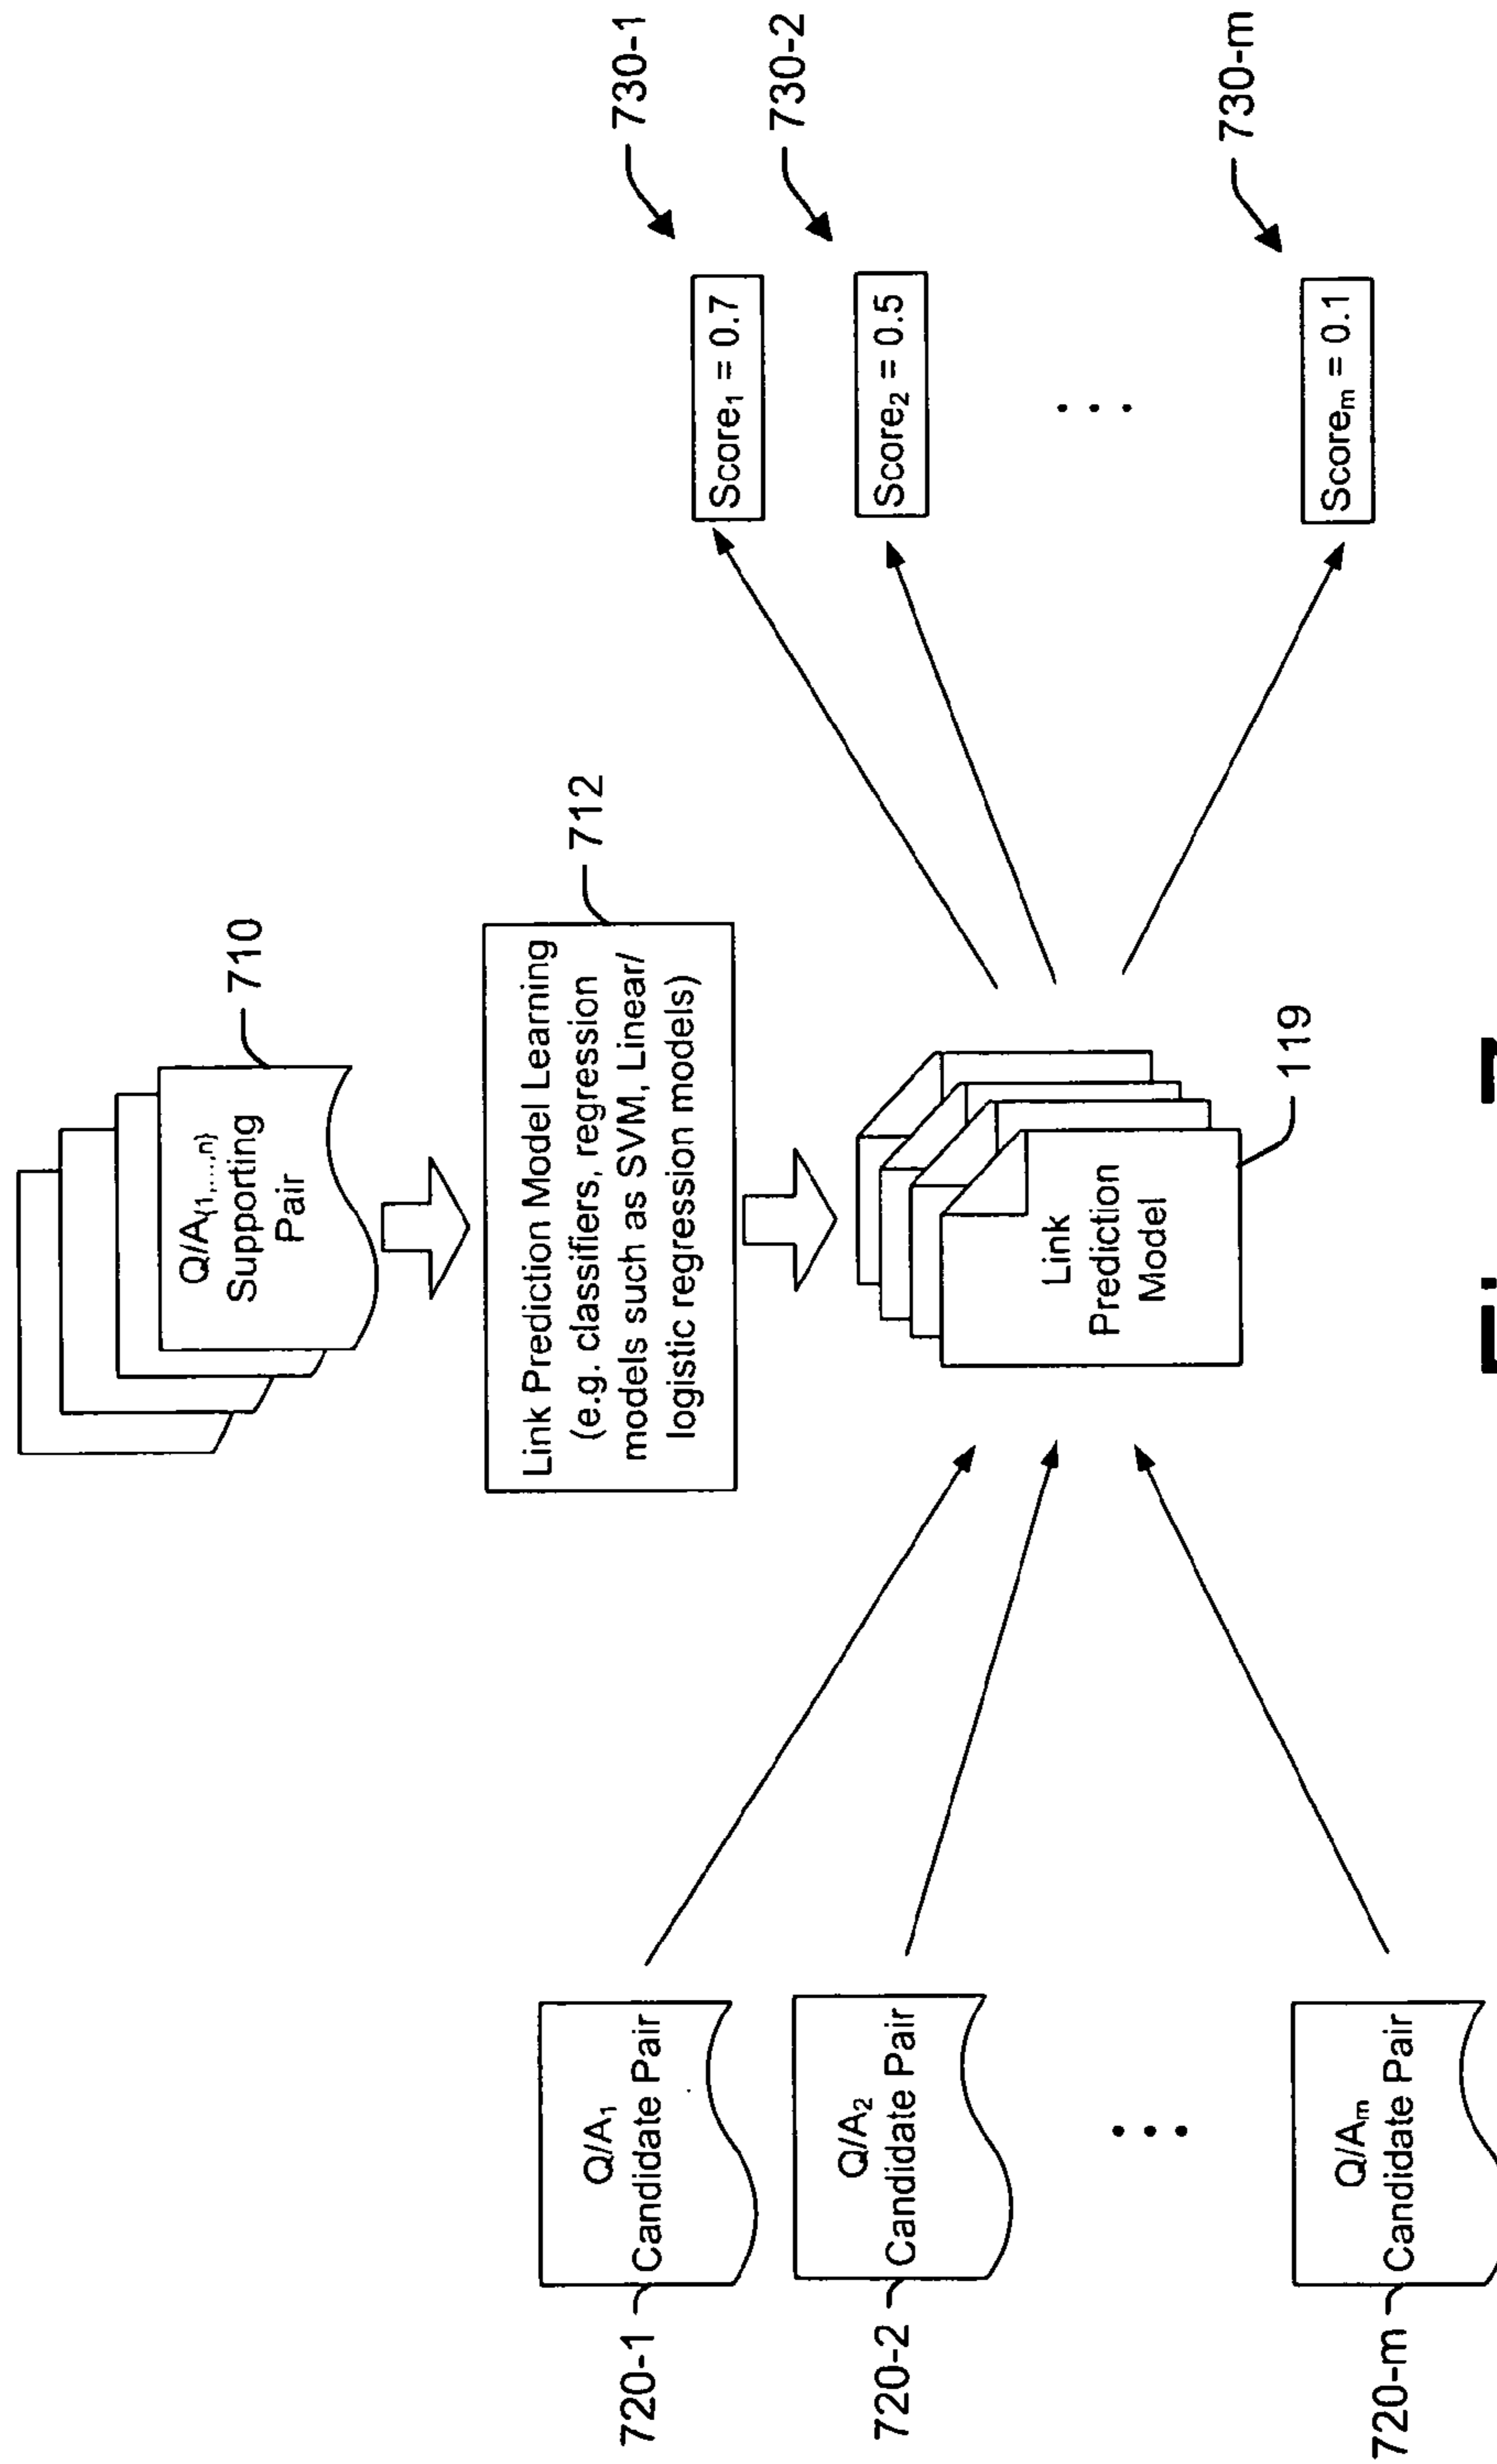 Q/A{1,...,n}
Supporting
Pair
710
Link Prediction Model Learning
(e.g. classifiers, regression
models such as SVM, Linear/
logistic regression models)
712
720-1
Q/A1
Candidate Pair
720-2
Q/A2
Candidate Pair
...
720-m
Q/Am
Candidate Pair
Link
Prediction
Model
119
Score1 = 0.7
730-1
Score2 = 0.5
730-2
...
Scorem = 0.1
730-m